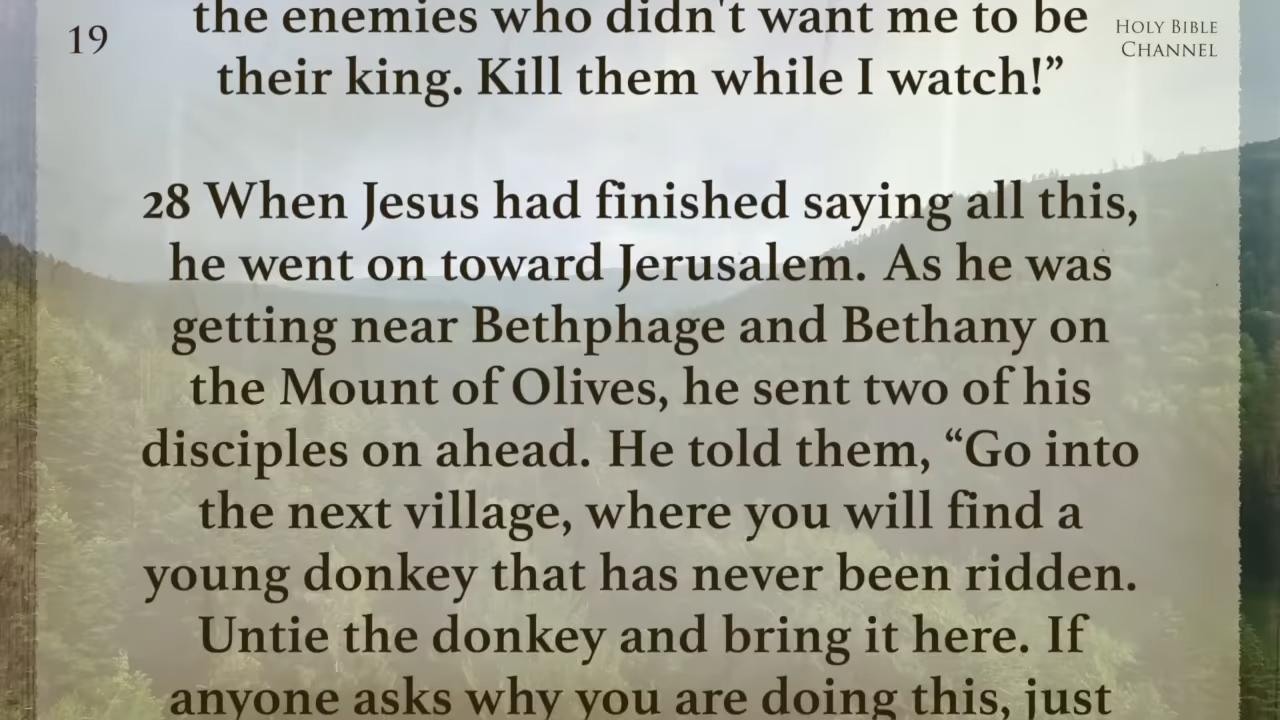 19
HOLY BIBLE
CHANNEL
the enemies who didn't want me to be
their king. Kill them while I watch!”
28 When Jesus had finished saying all this,
he went on toward Jerusalem. As he was
getting near Bethphage and Bethany on
the Mount of Olives, he sent two of his
disciples on ahead. He told them, “Go into
the next village, where you will find a
young donkey that has never been ridden.
Untie the donkey and bring it here. If
anyone asks why you are doing this, just